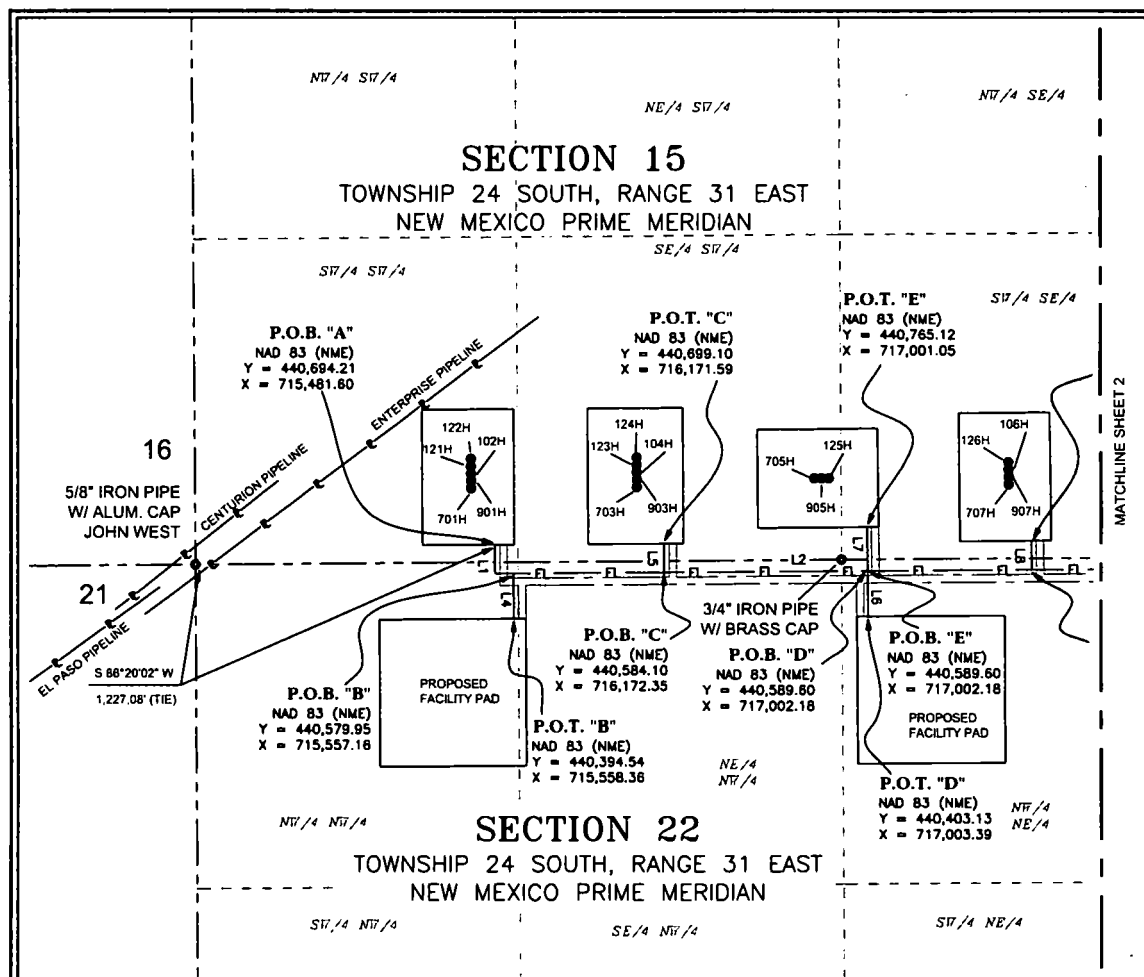 NW/4 SW/4
NE/4 SW/4
NW/4 SE/4
SECTION 15
TOWNSHIP 24 SOUTH, RANGE 31 EAST
NEW MEXICO PRIME MERIDIAN
SW/4 SW/4
SE/4 SW/4
SW/4 SE/4
P.O.B. "A"
NAD 83 (NME)
Y = 440,694.21
X = 715,481.60
P.O.T. "C"
NAD 83 (NME)
Y = 440,699.10
X = 716,171.59
P.O.T. "E"
NAD 83 (NME)
Y = 440,765.12
X = 717,001.05
ENTERPRISE PIPELINE
CENTURION PIPELINE
EL PASO PIPELINE
MATCHLINE SHEET 2
16
5/8" IRON PIPE
W/ ALUM. CAP
JOHN WEST
21
122H
121H
102H
701H
901H
124H
123H
104H
703H
903H
125H
705H
905H
106H
126H
707H
907H
L1
L5
L2
L7
L8
L4
L6
3/4" IRON PIPE
W/ BRASS CAP
S 86°20'02" W
1,227.08' (TIE)
P.O.B. "B"
NAD 83 (NME)
Y = 440,579.95
X = 715,557.18
PROPOSED
FACILITY PAD
P.O.B. "C"
NAD 83 (NME)
Y = 440,584.10
X = 716,172.35
P.O.B. "D"
NAD 83 (NME)
Y = 440,589.60
X = 717,002.18
P.O.B. "E"
NAD 83 (NME)
Y = 440,589.60
X = 717,002.18
PROPOSED
FACILITY PAD
P.O.T. "B"
NAD 83 (NME)
Y = 440,394.54
X = 715,558.36
NE/4
NW/4
P.O.T. "D"
NAD 83 (NME)
Y = 440,403.13
X = 717,003.39
NW/4
NE/4
NW/4 NW/4
SECTION 22
TOWNSHIP 24 SOUTH, RANGE 31 EAST
NEW MEXICO PRIME MERIDIAN
SW/4 NW/4
SE/4 NW/4
SW/4 NE/4